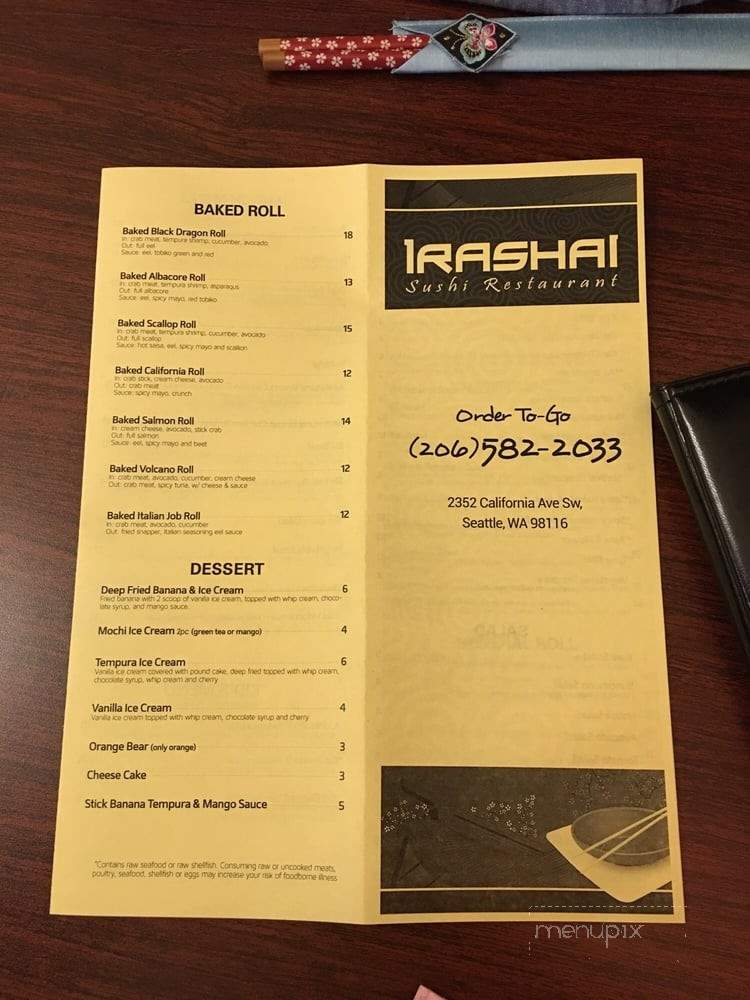 BAKED ROLL
Baked Black Dragon Roll 18
In: crab meat, tempura shrimp, cucumber, avocado
Out: full eel
Sauce: eel, tobiko green and red
Baked Albacore Roll 13
In: crab meat, tempura shrimp, asparagus
Out: full albacore
Sauce: eel, spicy mayo, red tobiko
Baked Scallop Roll 15
In: crab meat, tempura shrimp, cucumber, avocado
Out: full scallop
Sauce: hot salsa, eel, spicy mayo and scallion
Baked California Roll 12
In: crab stick, cream cheese, avocado
Out: crab meat
Sauce: spicy mayo, crunch
Baked Salmon Roll 14
In: cream cheese, avocado, stick crab
Out: full salmon
Sauce: eel, spicy mayo and beet
Baked Volcano Roll 12
In: crab meat, avocado, cucumber, cream cheese
Out: crab meat, spicy tuna, w/ cheese & sauce
Baked Italian Job Roll 12
In: crab meat, avocado, cucumber
Out: fried snapper, italian seasoning eel sauce
DESSERT
Deep Fried Banana & Ice Cream 6
Fried banana with 2 scoop of vanilla ice cream, topped with whip cream, choco-
late syrup, and mango sauce.
Mochi Ice Cream 2pc (green tea or mango) 4
Tempura Ice Cream 6
Vanilla ice cream covered with pound cake, deep fried topped with whip cream,
chocolate syrup, whip cream and cherry
Vanilla Ice Cream 4
Vanilla ice cream topped with whip cream, chocolate syrup and cherry
Orange Bear (only orange) 3
Cheese Cake 3
Stick Banana Tempura & Mango Sauce 5
*Contains raw seafood or raw shellfish. Consuming raw or uncooked meats,
poultry, seafood, shellfish or eggs may increase your risk of foodborne illness
IRASHAI
Sushi Restaurant
Order To-Go
(206)582-2033
2352 California Ave Sw,
Seattle, WA 98116
menupix